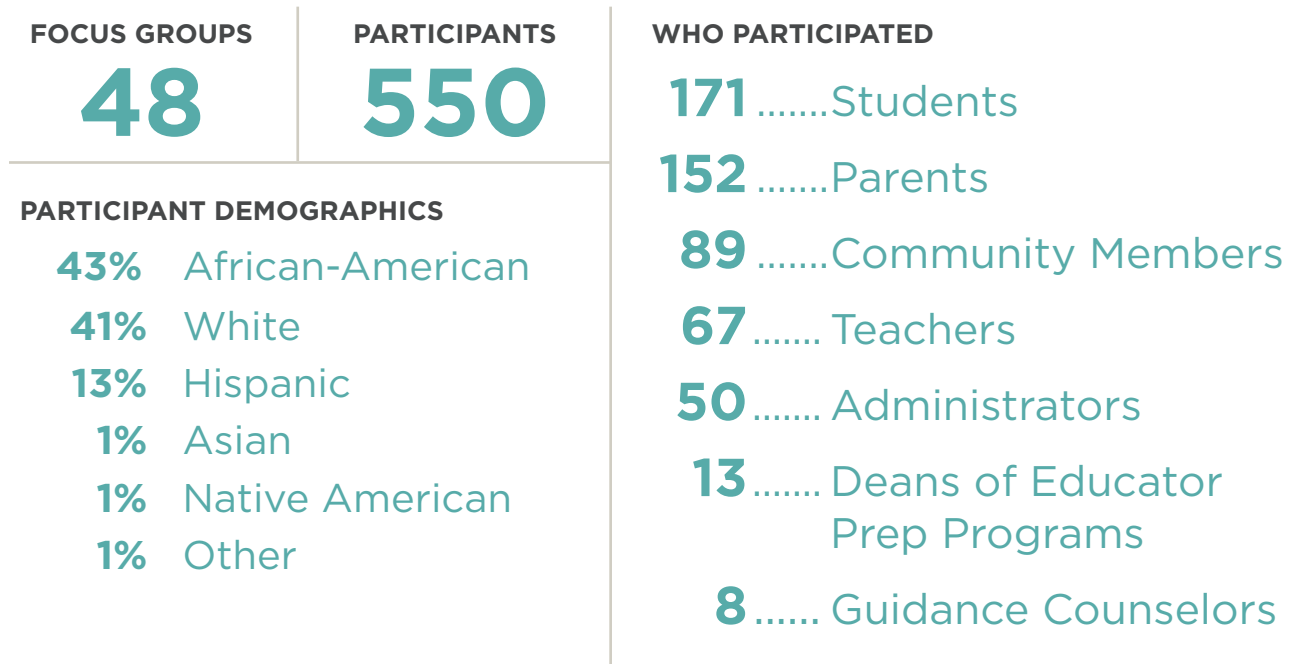 FOCUS GROUPS
48
PARTICIPANTS
550
PARTICIPANT DEMOGRAPHICS
43% African-American
41% White
13% Hispanic
1% Asian
1% Native American
1% Other
WHO PARTICIPATED
171.......Students
152.......Parents
89.......Community Members
67....... Teachers
50....... Administrators
13....... Deans of Educator
Prep Programs
8...... Guidance Counselors